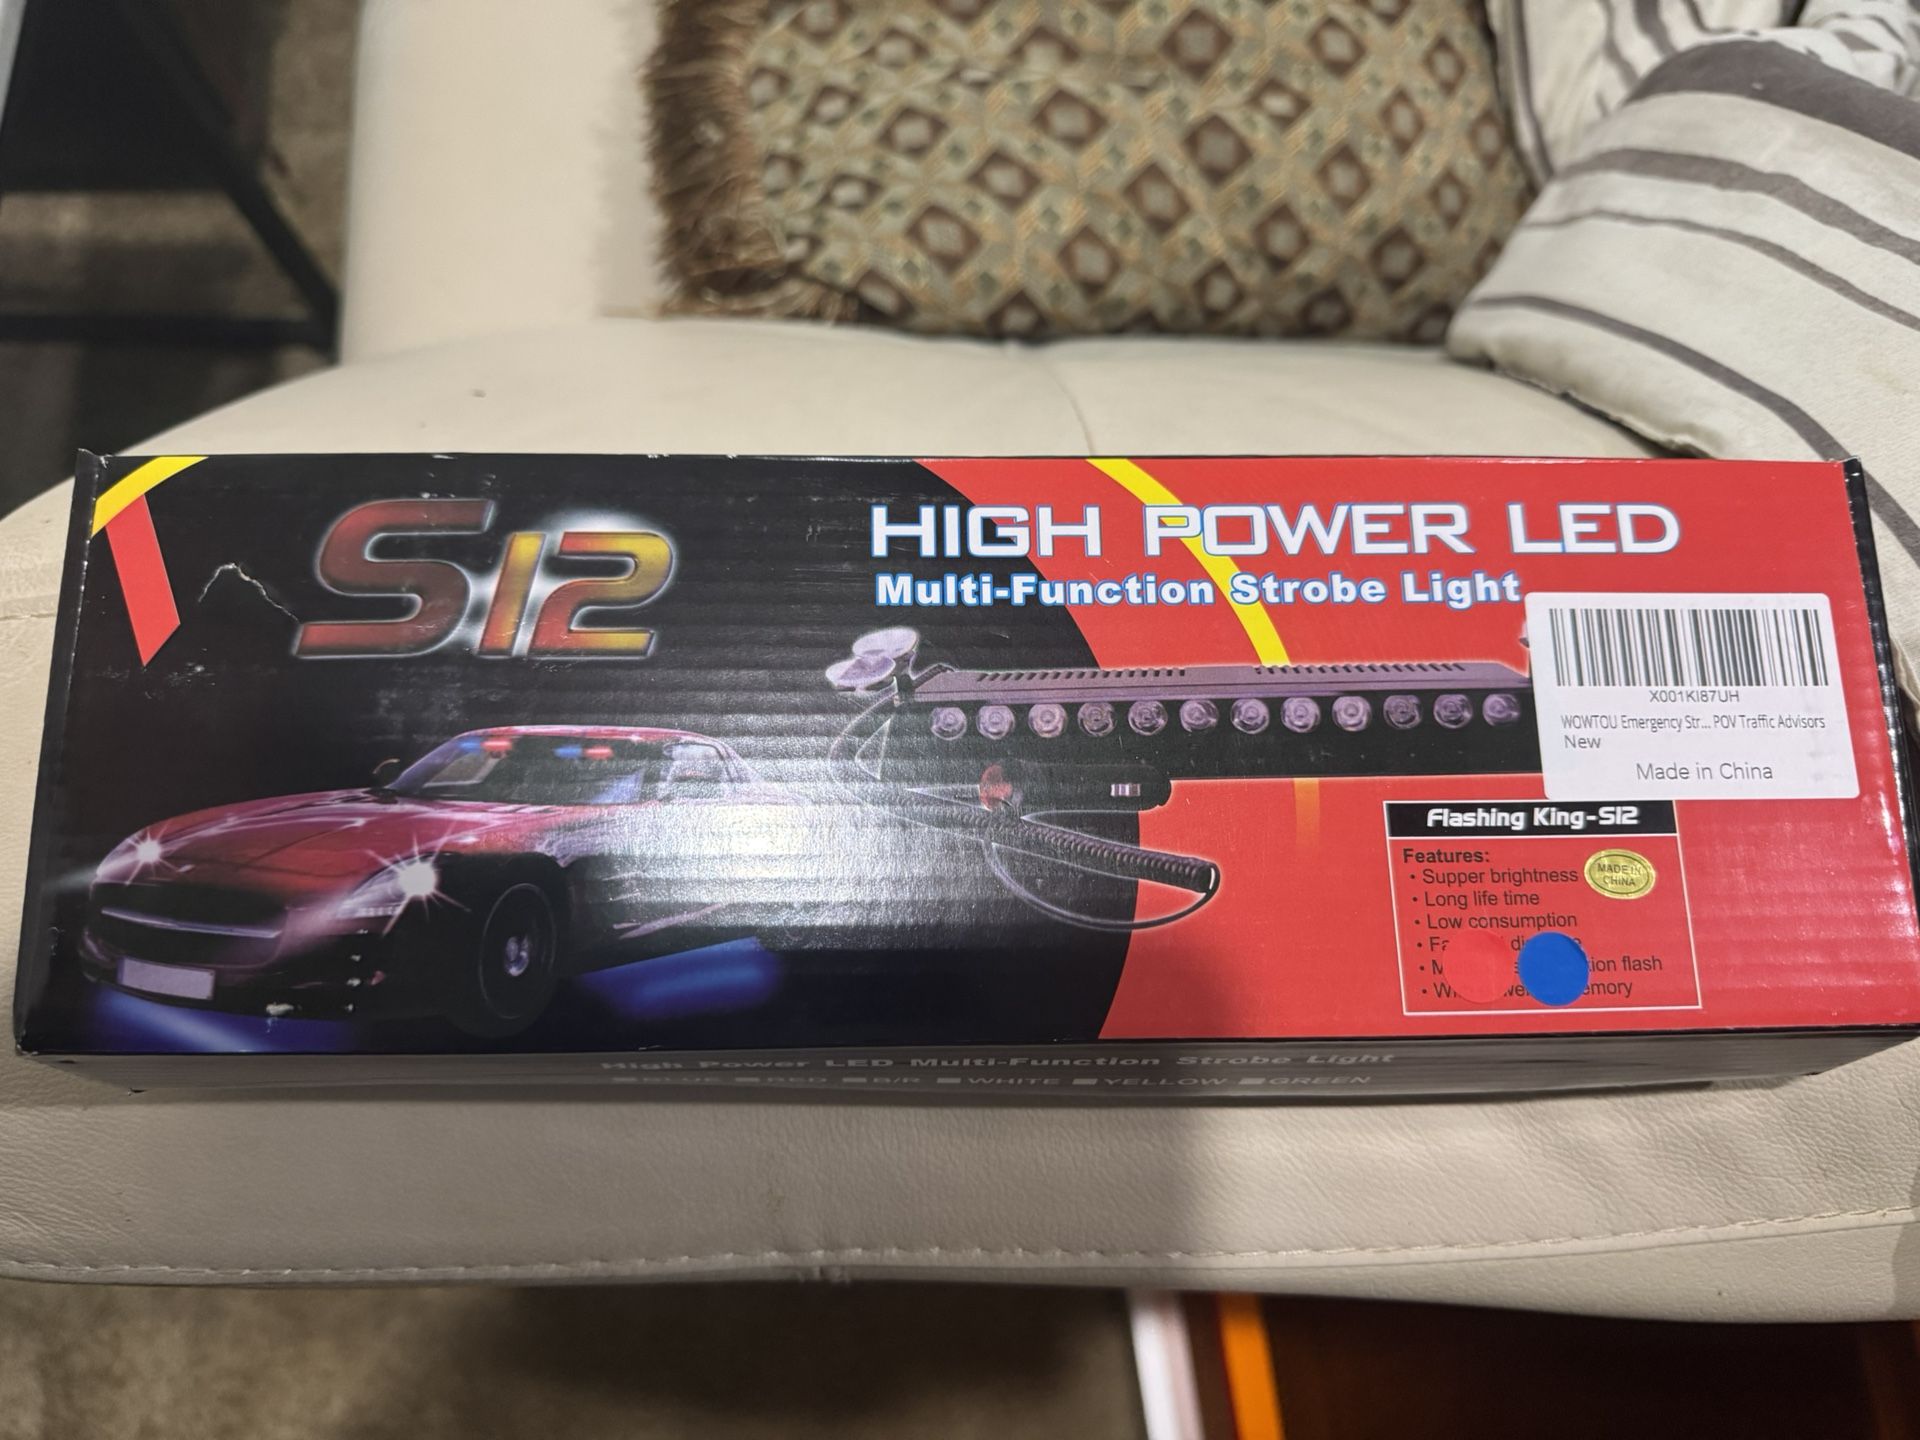 S12
HIGH POWER LED
Multi-Function Strobe Light
X001KI87UH
WOWTOU Emergency Str... POV Traffic Advisors
New
Made in China
Flashing King-S12
Features:
• Supper brightness
MADE IN
CHINA
• Long life time
• Low consumption
•
• flash
•
High Power LED Multi-Function Strobe Light
BLUE RED B/R WHITE YELLOW GREEN